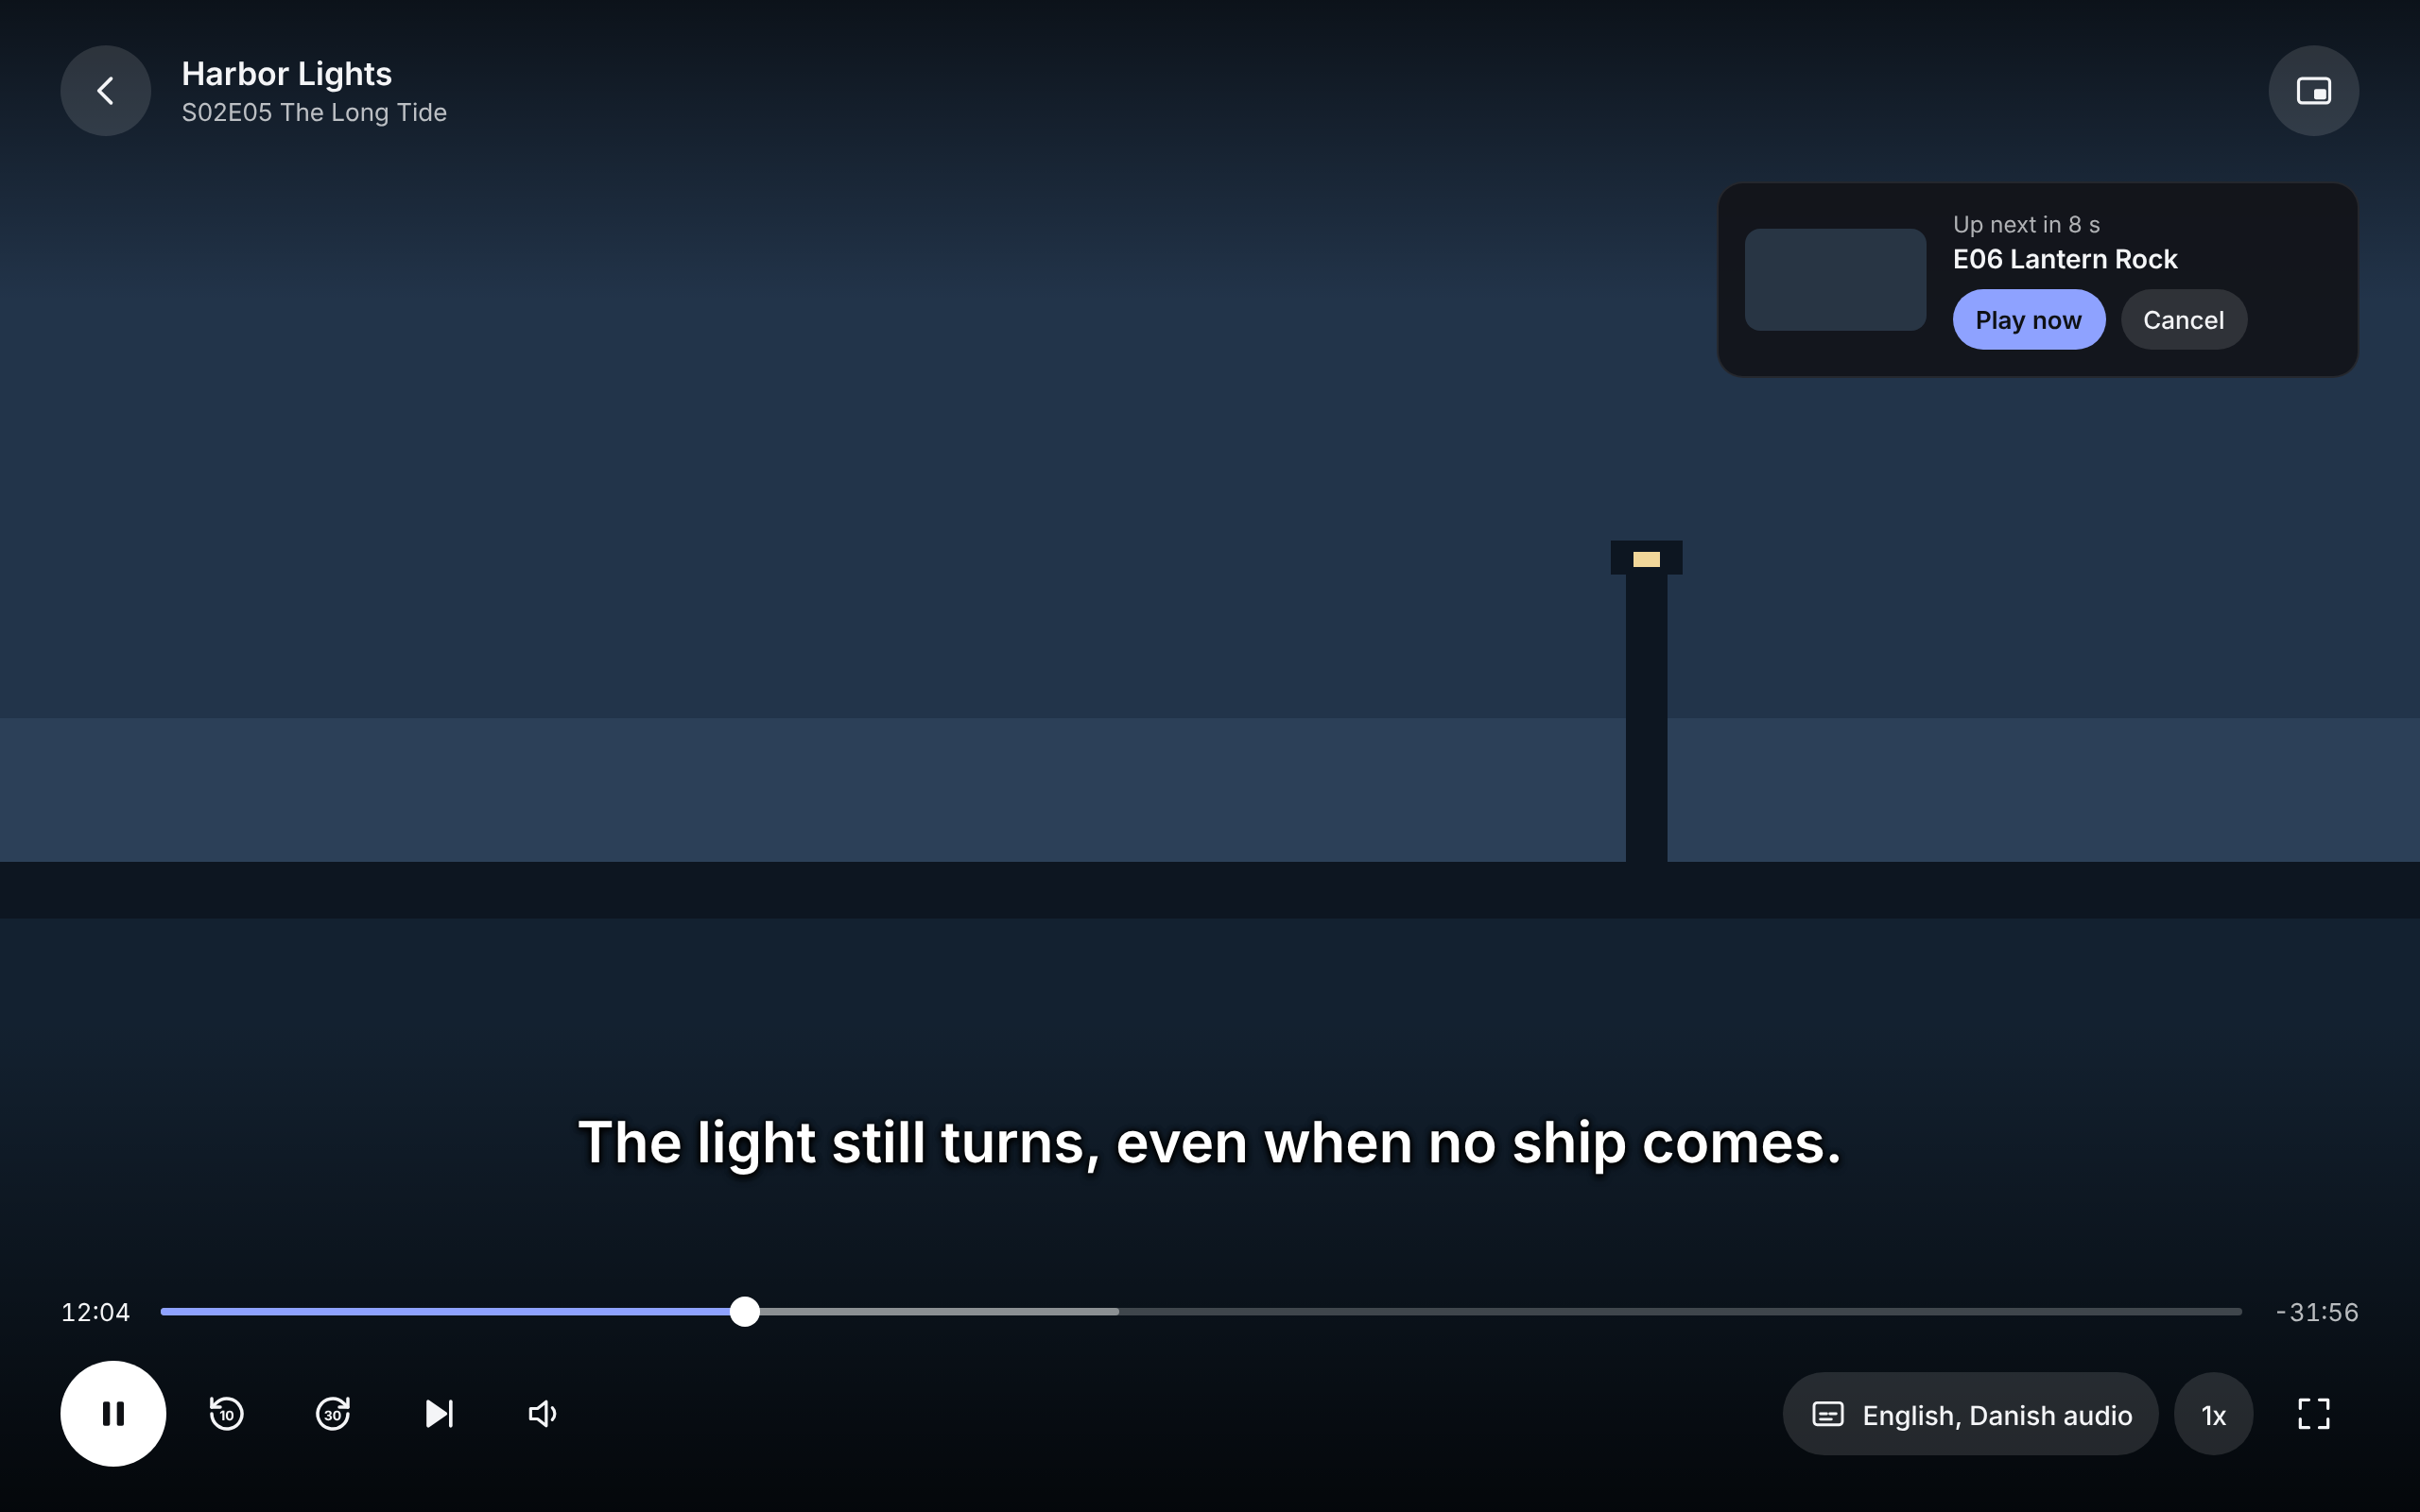 Harbor Lights
S02E05 The Long Tide
Up next in 8 s
E06 Lantern Rock
Play now
Cancel
The light still turns, even when no ship comes.
12:04
-31:56
10
30
English, Danish audio
1x